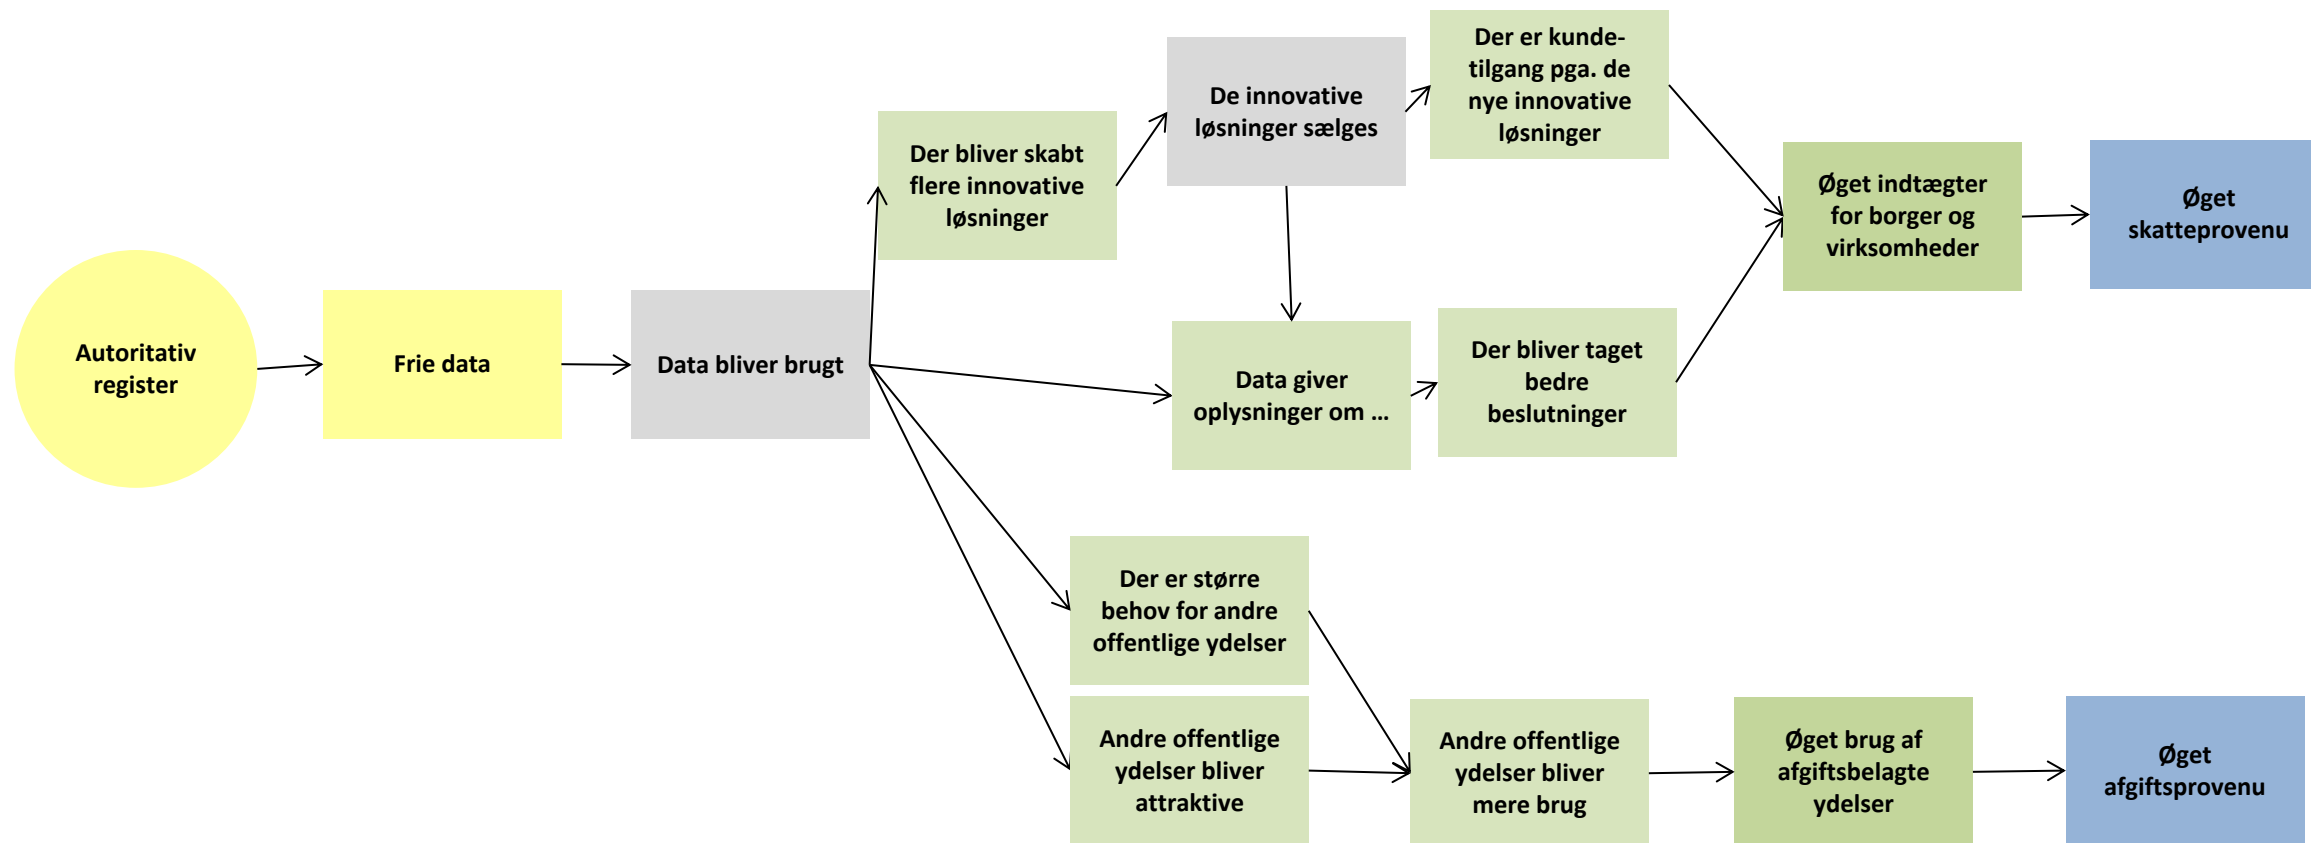 Autoritativ
register
Frie data
Data bliver brugt
Der bliver skabt
flere innovative
løsninger
De innovative
løsninger sælges
Der er kunde-
tilgang pga. de
nye innovative
løsninger
Data giver
oplysninger om ...
Der bliver taget
bedre
beslutninger
Øget indtægter
for borger og
virksomheder
Øget
skatteprovenu
Der er større
behov for andre
offentlige ydelser
Andre offentlige
ydelser bliver
attraktive
Andre offentlige
ydelser bliver
mere brug
Øget brug af
afgiftsbelagte
ydelser
Øget
afgiftsprovenu